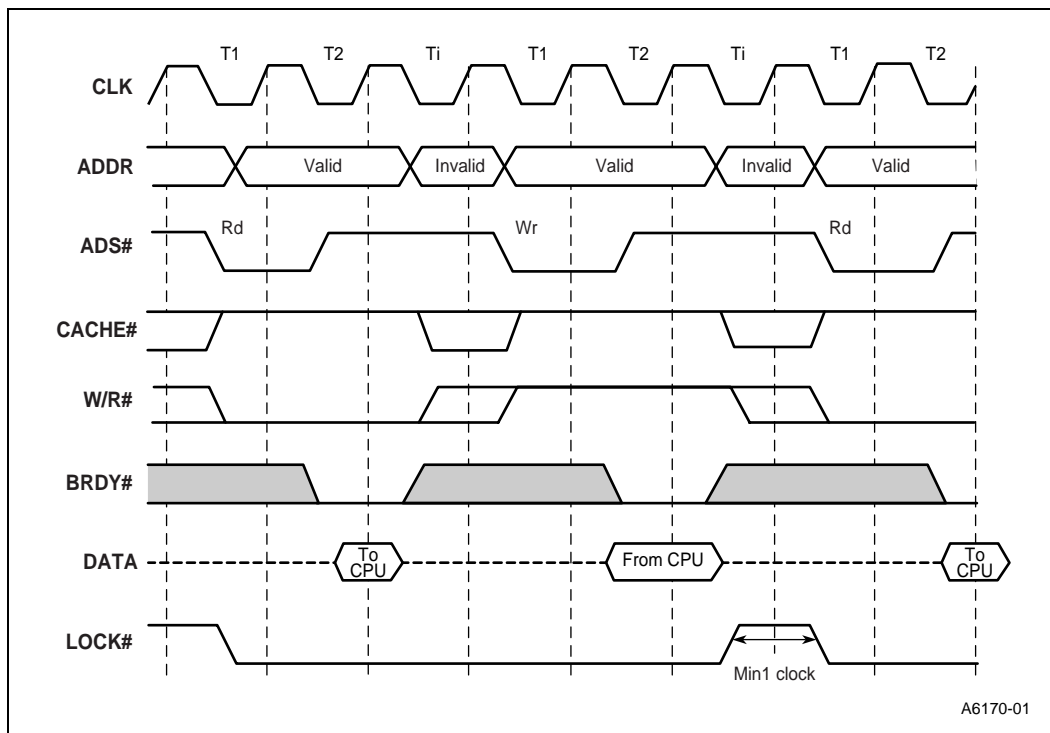 T1 T2 Ti T1 T2 Ti T1 T2
CLK
ADDR Valid Invalid Valid Invalid Valid
Rd Wr Rd
ADS#
CACHE#
W/R#
BRDY#
DATA To CPU From CPU To CPU
LOCK#
Min1 clock
A6170-01